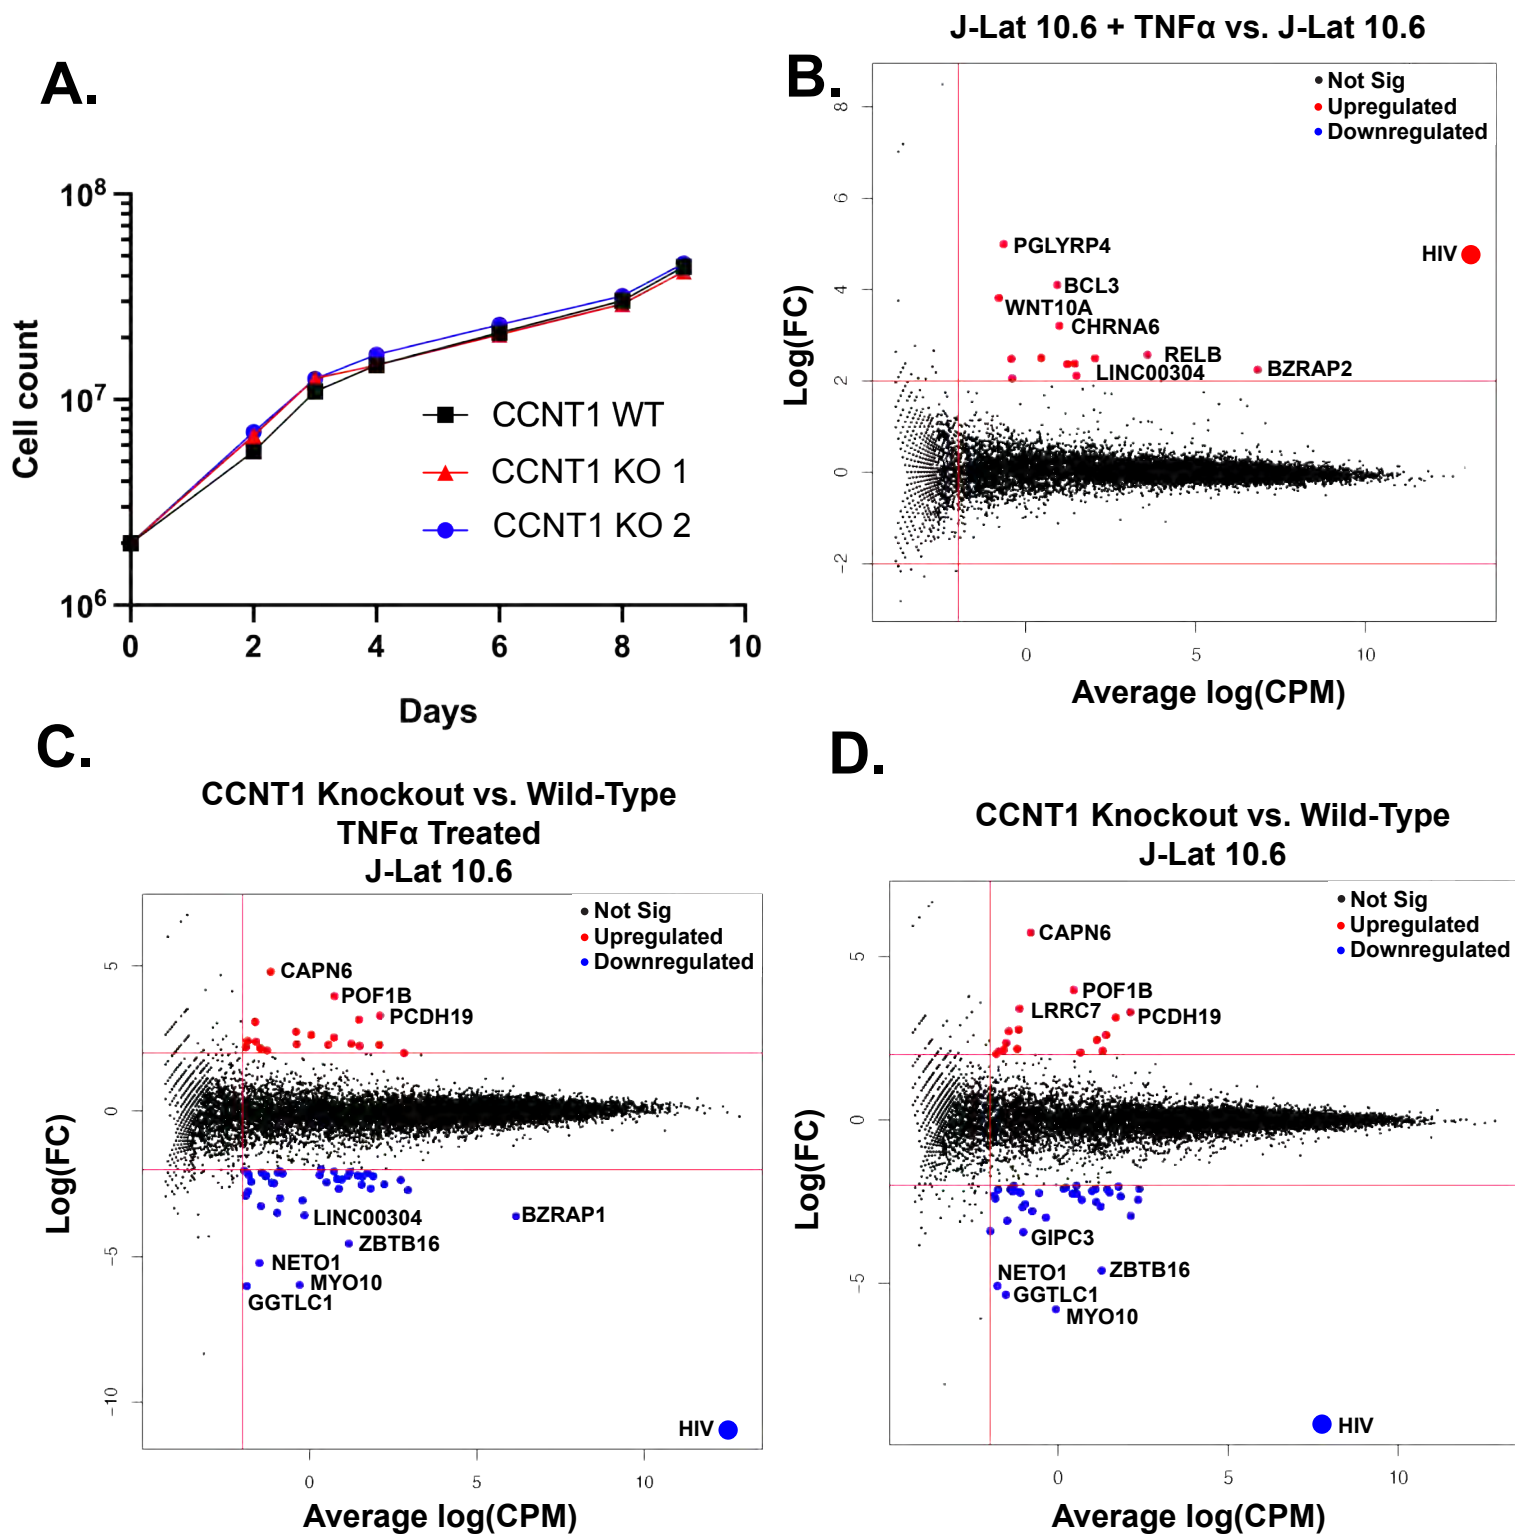 A.
10⁸
10⁷
10⁶
Cell count
0 2 4 6 8 10
Days
CCNT1 WT
CCNT1 KO 1
CCNT1 KO 2
B.
J-Lat 10.6 + TNFα vs. J-Lat 10.6
Not Sig
Upregulated
Downregulated
8
6
4
2
0
-2
Log(FC)
PGLYRP4
HIV
BCL3
WNT10A
CHRNA6
RELB
LINC00304
BZRAP2
0 5 10
Average log(CPM)
C.
CCNT1 Knockout vs. Wild-Type
TNFα Treated
J-Lat 10.6
Not Sig
Upregulated
Downregulated
5
0
-5
-10
Log(FC)
CAPN6
POF1B
PCDH19
LINC00304
BZRAP1
ZBTB16
NETO1
MYO10
GGTLC1
HIV
0 5 10
Average log(CPM)
D.
CCNT1 Knockout vs. Wild-Type
J-Lat 10.6
Not Sig
Upregulated
Downregulated
5
0
-5
Log(FC)
CAPN6
POF1B
LRRC7
PCDH19
GIPC3
ZBTB16
NETO1
GGTLC1
MYO10
HIV
0 5 10
Average log(CPM)